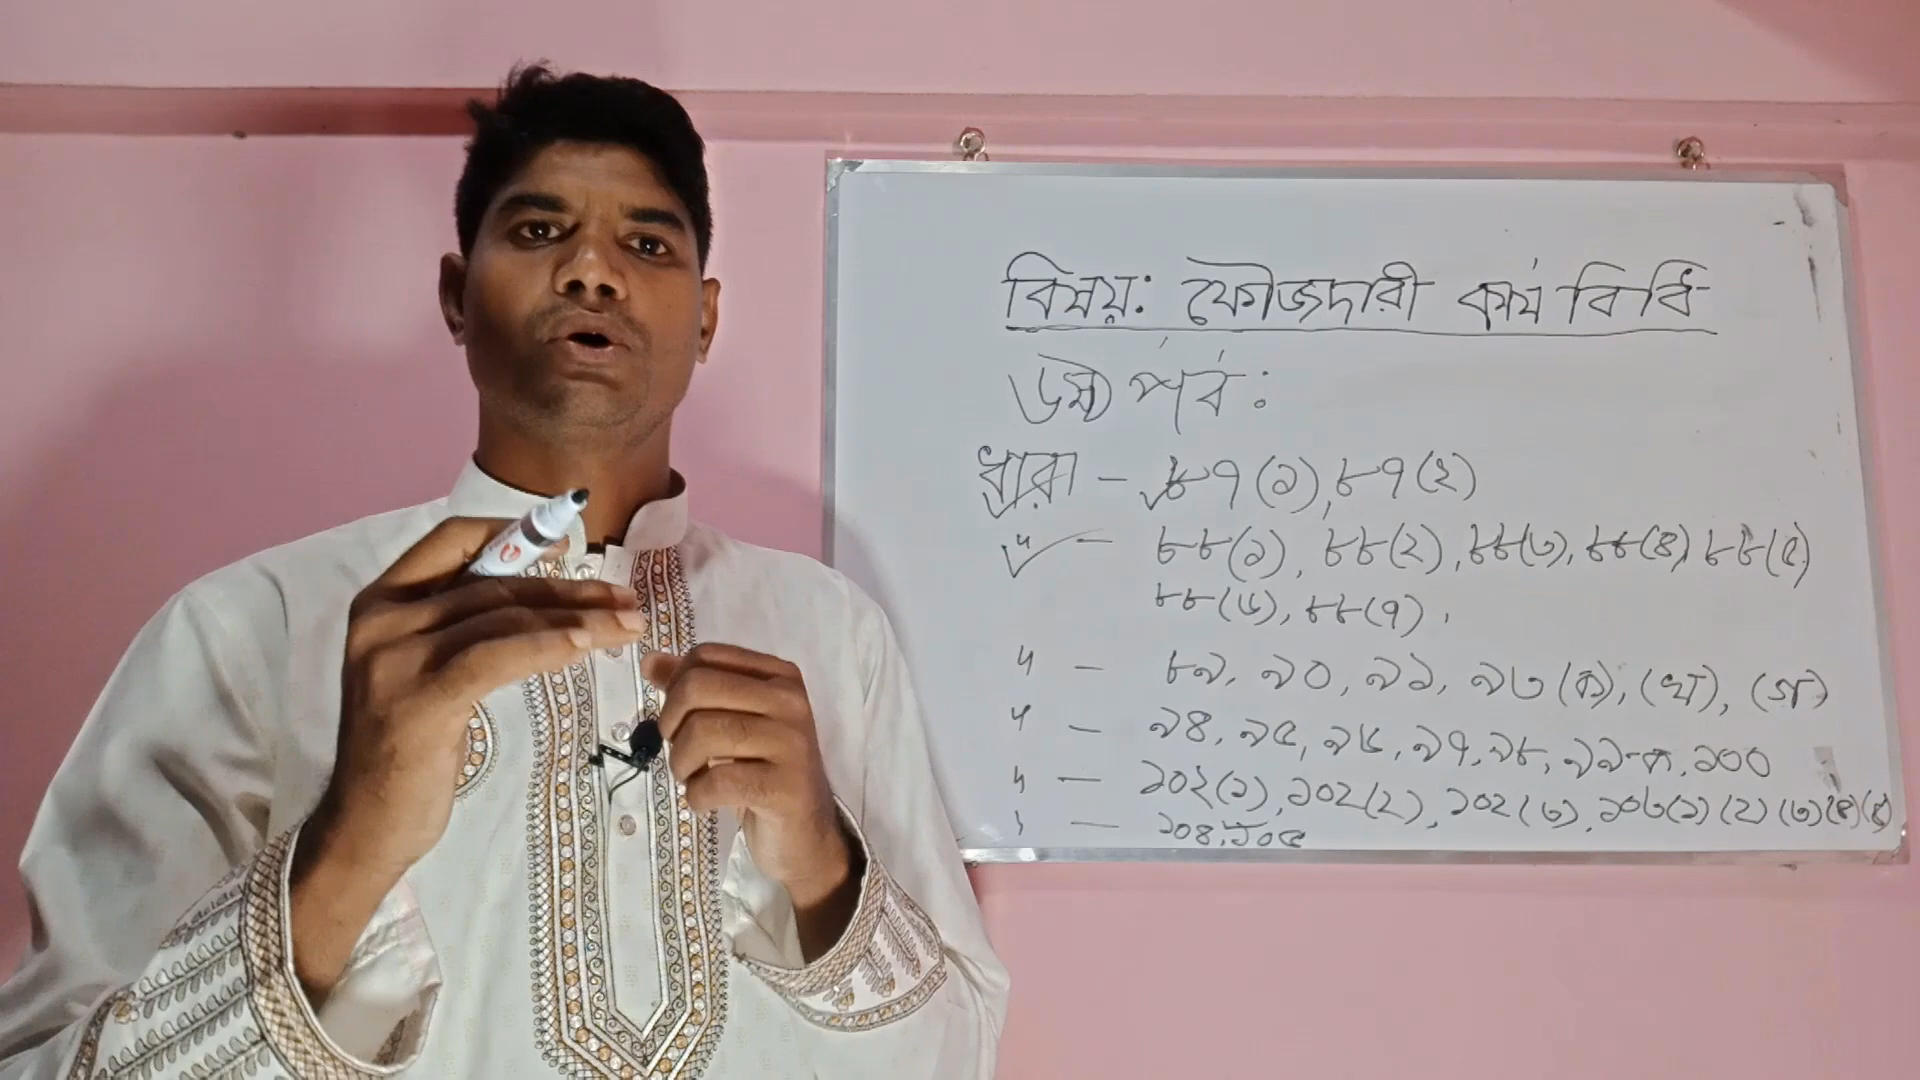 বিষয়: ফৌজদারী কার্য বিধি
৬ষ্ঠ পর্ব:
ধারা - ৮৭(১), ৮৭(২)
" - ৮৮(১), ৮৮(২), ৮৮(৩), ৮৮(৪), ৮৮(৫)
৮৮(৬), ৮৮(৭),
" - ৮৯, ৯০, ৯১, ৯৩ (ক), (খ), (গ)
" - ৯৪, ৯৫, ৯৬, ৯৭, ৯৮, ৯৯-ক, ১০০
" - ১০২(১), ১০২(২), ১০২(৩), ১০৩(১) (২) (৩) (৪) (৫)
" - ১০৪, ১০৫